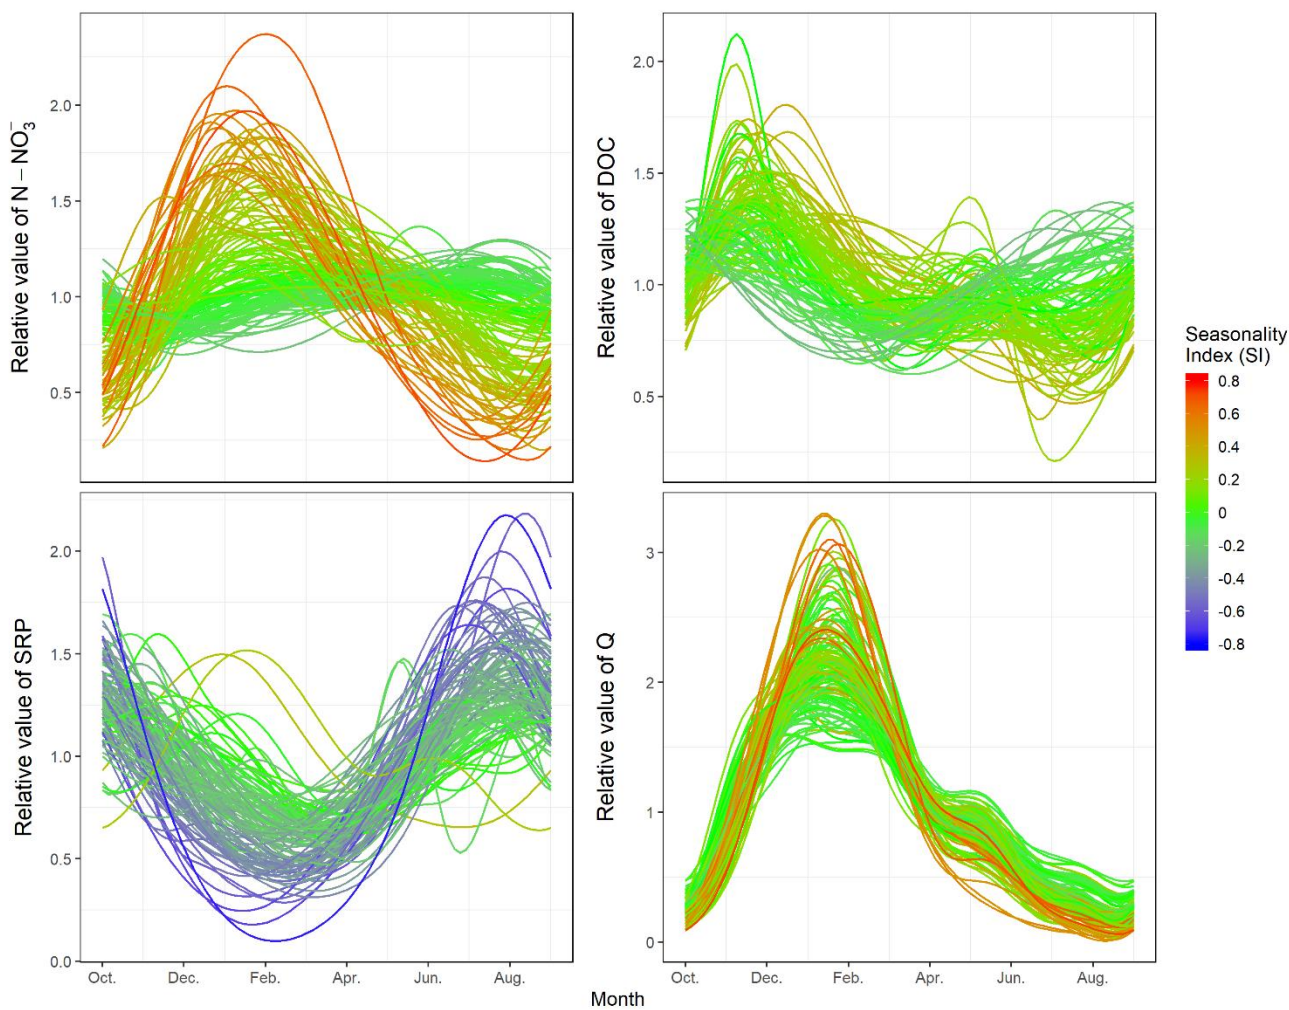 Relative value of N − NO₃⁻
2.0
1.5
1.0
0.5
Relative value of DOC
2.0
1.5
1.0
0.5
Relative value of SRP
2.0
1.5
1.0
0.5
0.0
Oct. Dec. Feb. Apr. Jun. Aug.
Relative value of Q
3
2
1
0
Oct. Dec. Feb. Apr. Jun. Aug.
Month
Seasonality
Index (SI)
0.8
0.6
0.4
0.2
0
-0.2
-0.4
-0.6
-0.8